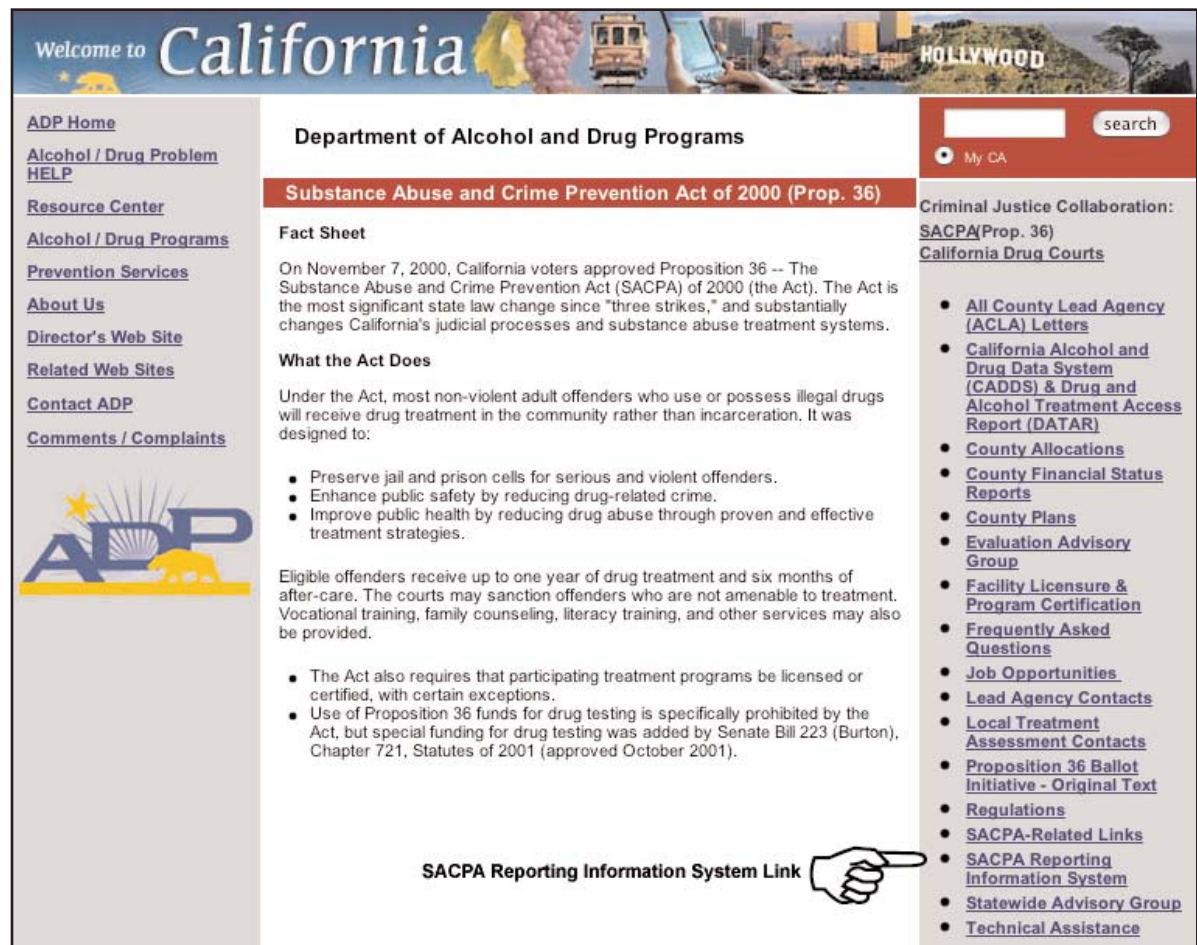 Welcome to California
HOLLYWOOD
ADP Home
Alcohol / Drug Problem
HELP
Resource Center
Alcohol / Drug Programs
Prevention Services
About Us
Director's Web Site
Related Web Sites
Contact ADP
Comments / Complaints
ADP
Department of Alcohol and Drug Programs
Substance Abuse and Crime Prevention Act of 2000 (Prop. 36)
Fact Sheet
On November 7, 2000, California voters approved Proposition 36 -- The
Substance Abuse and Crime Prevention Act (SACPA) of 2000 (the Act). The Act is
the most significant state law change since "three strikes," and substantially
changes California's judicial processes and substance abuse treatment systems.
What the Act Does
Under the Act, most non-violent adult offenders who use or possess illegal drugs
will receive drug treatment in the community rather than incarceration. It was
designed to:
Preserve jail and prison cells for serious and violent offenders.
Enhance public safety by reducing drug-related crime.
Improve public health by reducing drug abuse through proven and effective
treatment strategies.
Eligible offenders receive up to one year of drug treatment and six months of
after-care. The courts may sanction offenders who are not amenable to treatment.
Vocational training, family counseling, literacy training, and other services may also
be provided.
The Act also requires that participating treatment programs be licensed or
certified, with certain exceptions.
Use of Proposition 36 funds for drug testing is specifically prohibited by the
Act, but special funding for drug testing was added by Senate Bill 223 (Burton),
Chapter 721, Statutes of 2001 (approved October 2001).
SACPA Reporting Information System Link
search
My CA
Criminal Justice Collaboration:
SACPA(Prop. 36)
California Drug Courts
All County Lead Agency
(ACLA) Letters
California Alcohol and
Drug Data System
(CADDS) & Drug and
Alcohol Treatment Access
Report (DATAR)
County Allocations
County Financial Status
Reports
County Plans
Evaluation Advisory
Group
Facility Licensure &
Program Certification
Frequently Asked
Questions
Job Opportunities
Lead Agency Contacts
Local Treatment
Assessment Contacts
Proposition 36 Ballot
Initiative - Original Text
Regulations
SACPA-Related Links
SACPA Reporting
Information System
Statewide Advisory Group
Technical Assistance